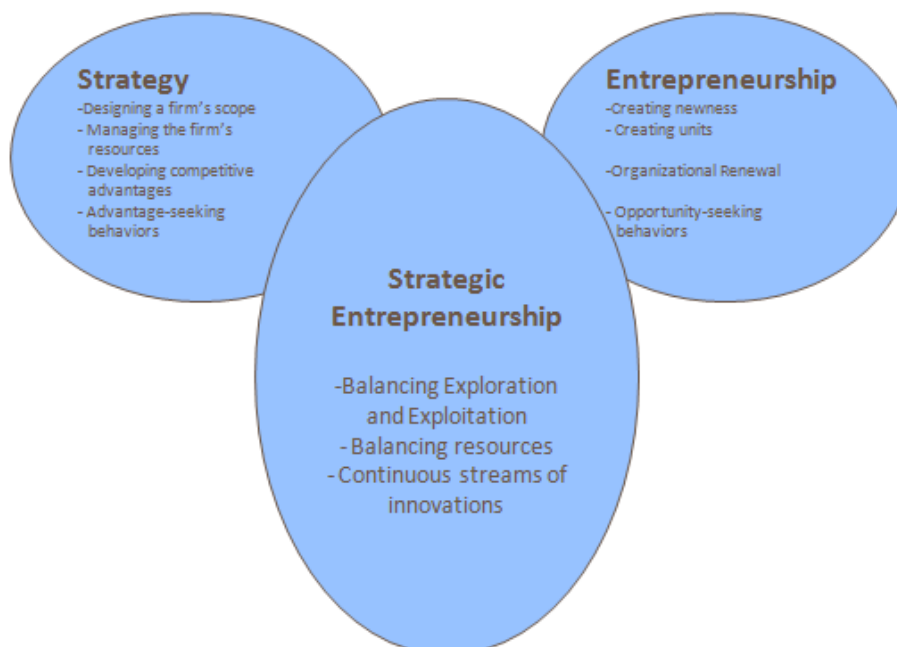 Strategy
-Designing a firm's scope
- Managing the firm's
resources
- Developing competitive
advantages
- Advantage-seeking
behaviors
Entrepreneurship
-Creating newness
- Creating units
-Organizational Renewal
- Opportunity-seeking
behaviors
Strategic
Entrepreneurship
-Balancing Exploration
and Exploitation
- Balancing resources
- Continuous streams of
innovations